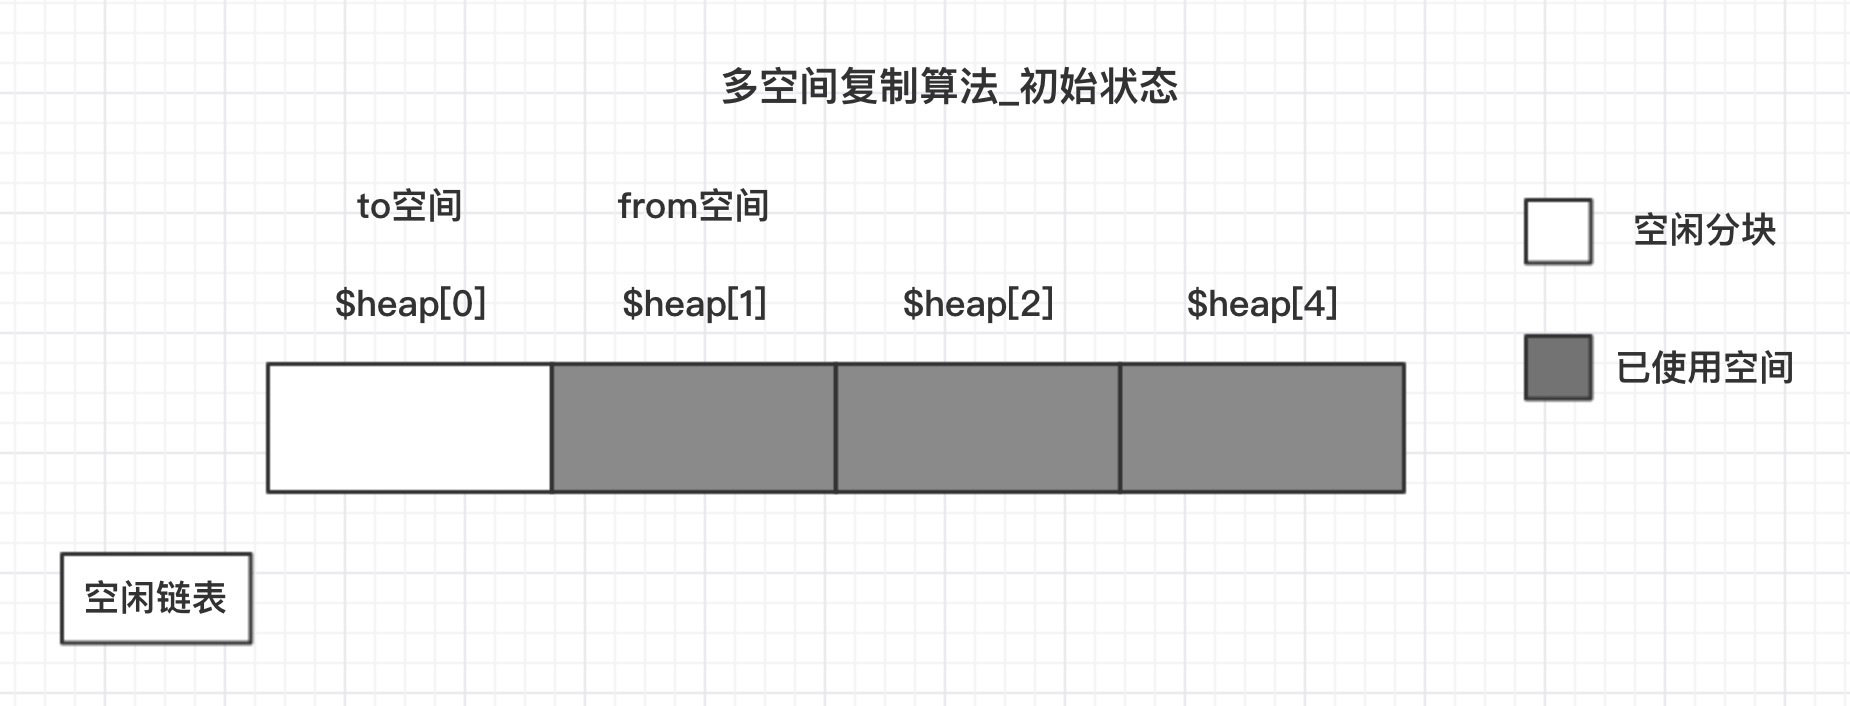 多空间复制算法_初始状态
to空间
from空间
$heap[0]
$heap[1]
$heap[2]
$heap[4]
空闲分块
已使用空间
空闲链表